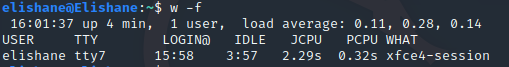 elishane@Elishane:~$ w -f
16:01:37 up 4 min,  1 user,  load average: 0.11, 0.28, 0.14
USER     TTY        LOGIN@   IDLE   JCPU   PCPU WHAT
elishane tty7      15:58    3:57   2.29s  0.32s xfce4-session